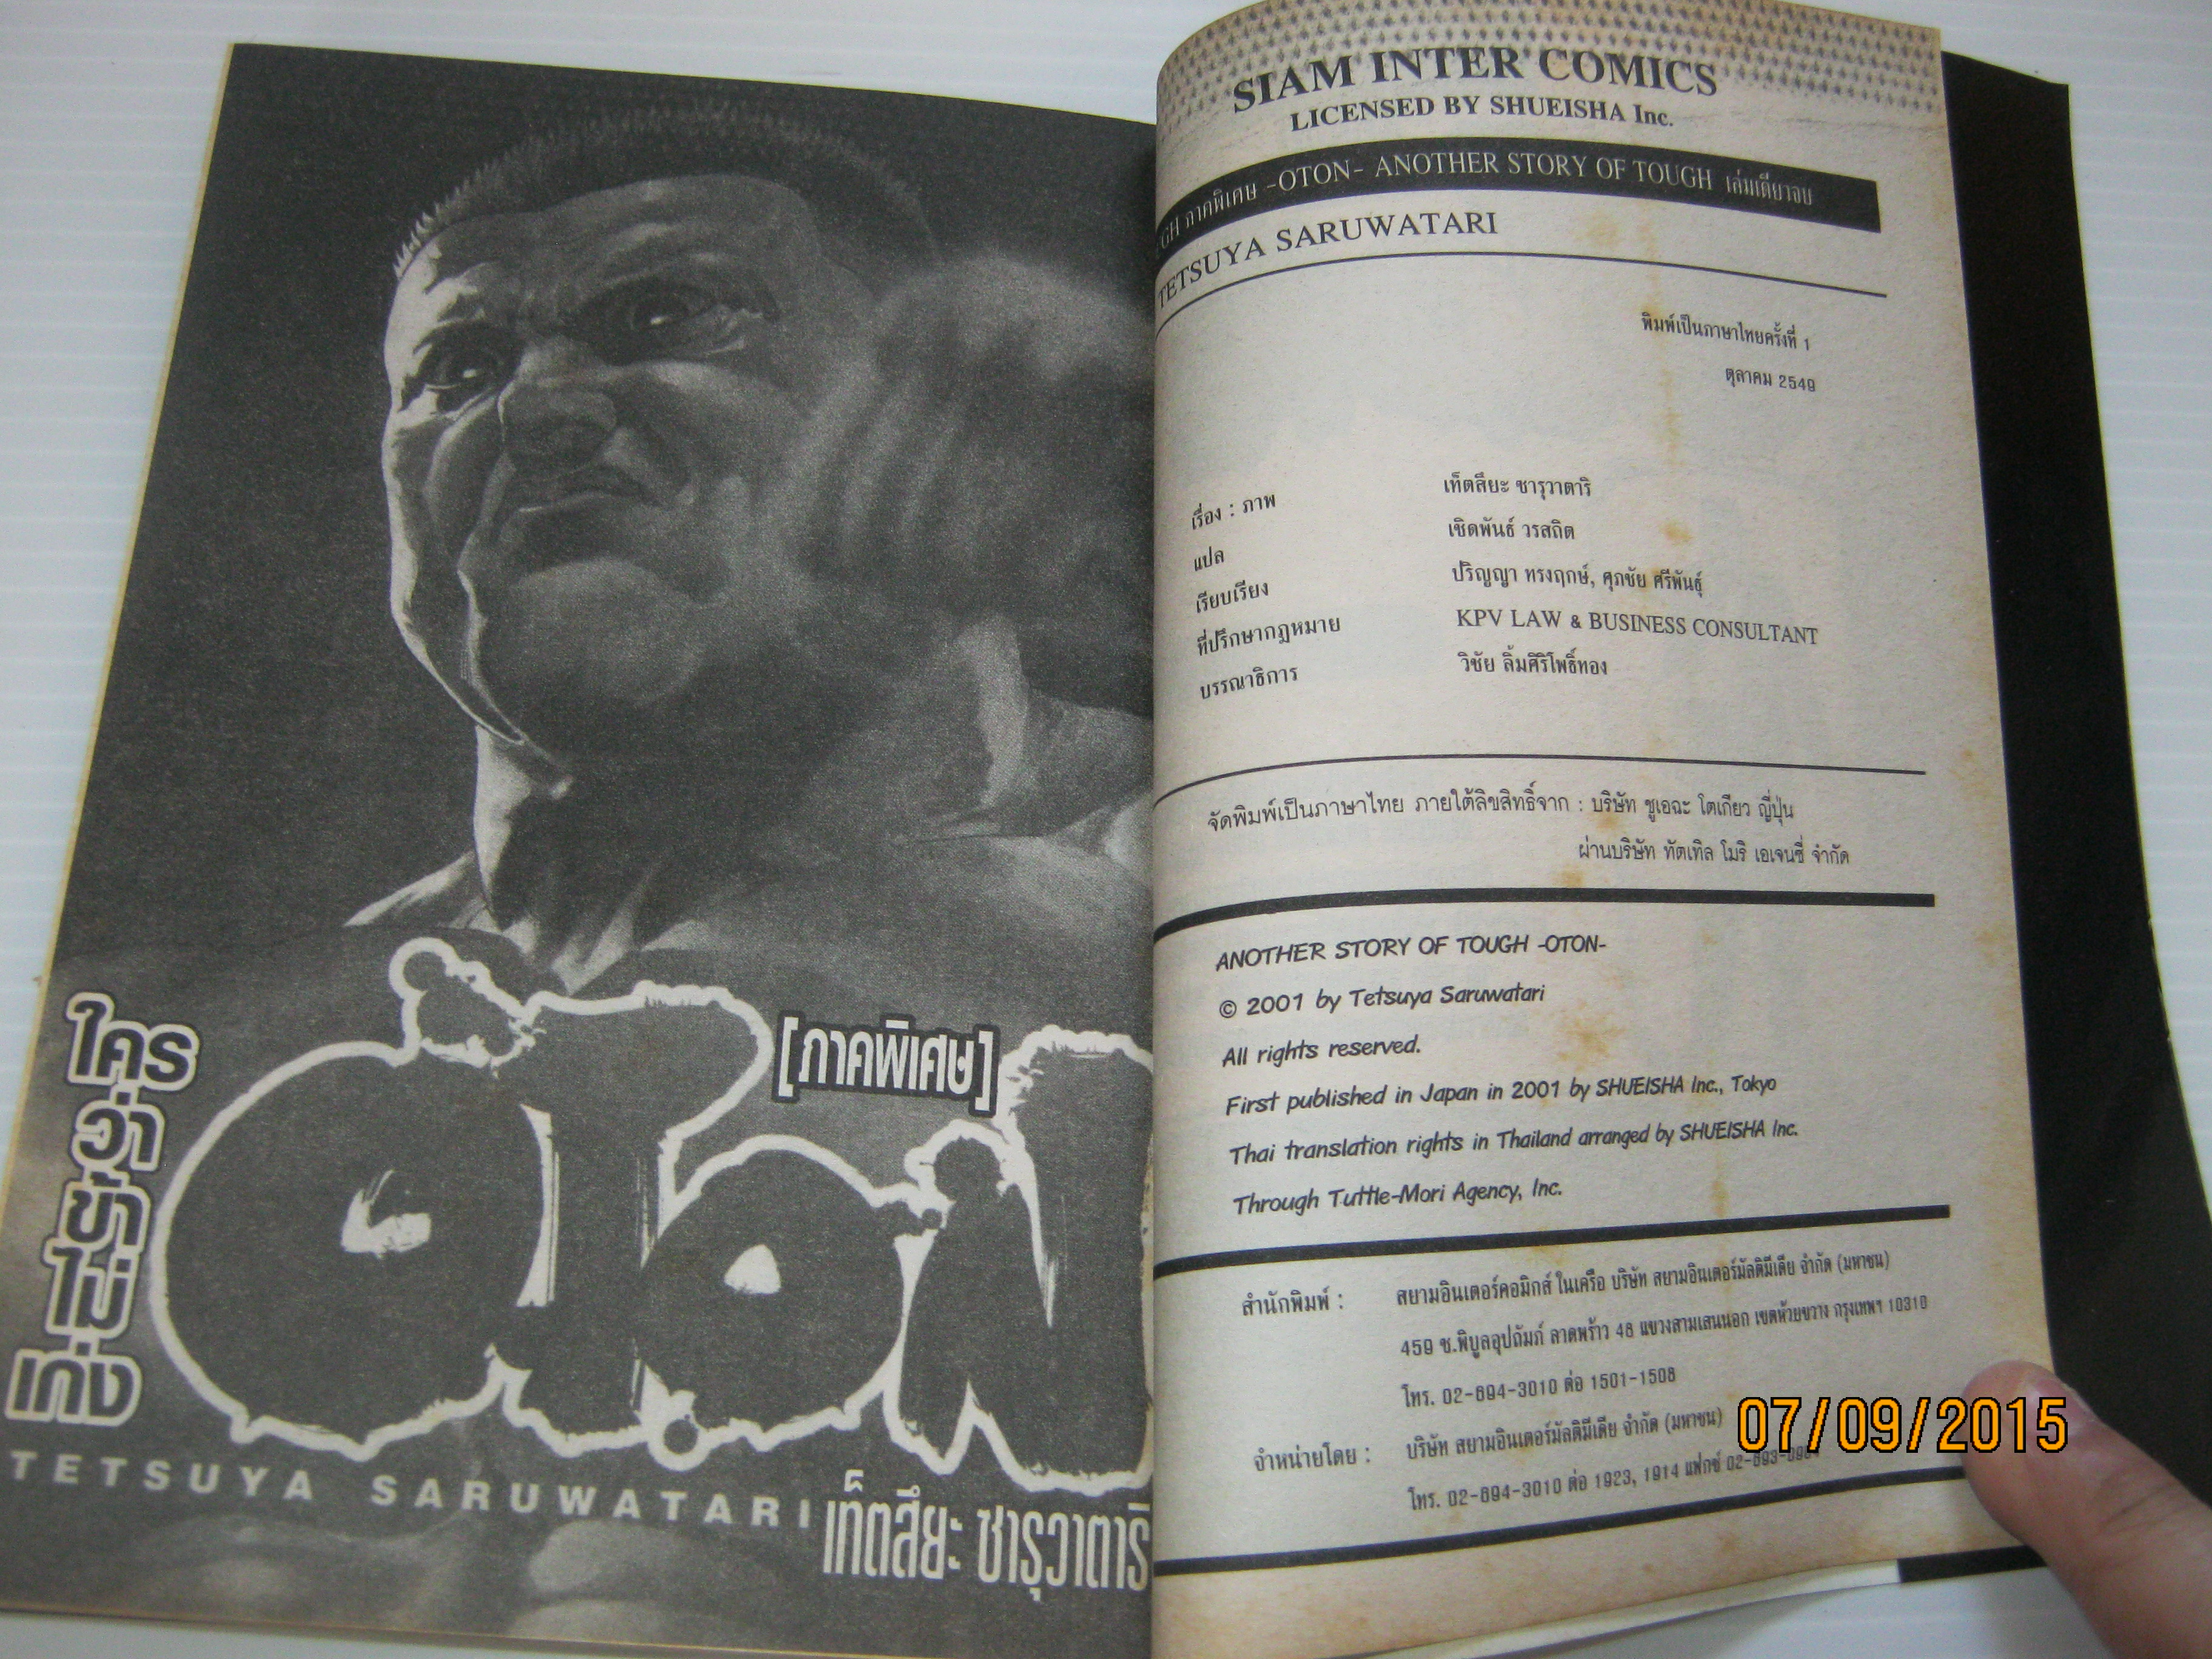 ใคร
ว่า
ข้า
ไม่
เก่ง
[ภาคพิเศษ]
TETSUYA SARUWATARI
เท็ตสึยะ ซารุวาตาริ
SIAM INTER COMICS
LICENSED BY SHUEISHA Inc.
ภาคพิเศษ -OTON- ANOTHER STORY OF TOUGH เล่มเดียวจบ
TETSUYA SARUWATARI
พิมพ์เป็นภาษาไทยครั้งที่ 1
ตุลาคม 2549
เรื่อง : ภาพ เท็ตสึยะ ซารุวาตาริ
แปล เชิดพันธ์ วรสถิต
เรียบเรียง ปริญญา ทรงฤกษ์, ศุภชัย ศรีพันธุ์
ที่ปรึกษากฎหมาย KPV LAW & BUSINESS CONSULTANT
บรรณาธิการ วิชัย ลิ้มศิริโพธิ์ทอง
จัดพิมพ์เป็นภาษาไทย ภายใต้ลิขสิทธิ์จาก : บริษัท ชูเอฉะ โตเกียว ญี่ปุ่น
ผ่านบริษัท ทัตเทิล โมริ เอเจนซี่ จำกัด
ANOTHER STORY OF TOUGH -OTON-
© 2001 by Tetsuya Saruwatari
All rights reserved.
First published in Japan in 2001 by SHUEISHA Inc., Tokyo
Thai translation rights in Thailand arranged by SHUEISHA Inc.
Through Tuttle-Mori Agency, Inc.
สำนักพิมพ์ : สยามอินเตอร์คอมิกส์ ในเครือ บริษัท สยามอินเตอร์มัลติมีเดีย จำกัด (มหาชน)
459 ซ.พิบูลอุปถัมภ์ ลาดพร้าว 48 แขวงสามเสนนอก เขตห้วยขวาง กรุงเทพฯ 10310
โทร. 02-694-3010 ต่อ 1501-1508
จำหน่ายโดย : บริษัท สยามอินเตอร์มัลติมีเดีย จำกัด (มหาชน)
โทร. 02-694-3010 ต่อ 1923, 1914 แฟกซ์
07/09/2015